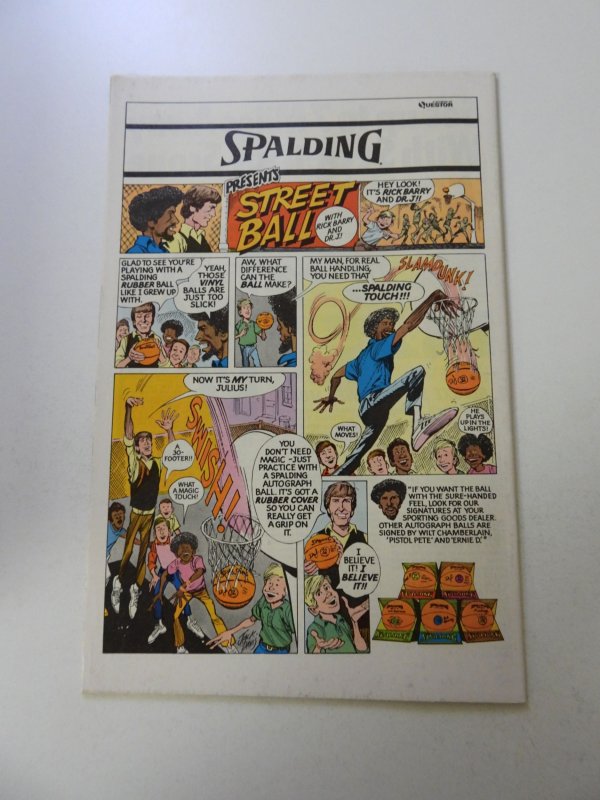 QUESTOR
SPALDING
PRESENTS
STREET
BALL
WITH
RICK BARRY
AND
DR. J!
HEY LOOK!
IT'S RICK BARRY
AND DR. J!!
GLAD TO SEE YOU'RE
PLAYING WITH A
SPALDING
RUBBER BALL
LIKE I GREW UP
WITH.
YEAH,
THOSE
VINYL
BALLS ARE
JUST TOO
SLICK!
AW, WHAT
DIFFERENCE
CAN THE
BALL MAKE?
MY MAN, FOR REAL
BALL HANDLING,
YOU NEED THAT
...SPALDING
TOUCH!!!
SLAM DUNK!
WHAT
MOVES!
HE
PLAYS
UP IN THE
LIGHTS!
NOW IT'S MY TURN,
JULIUS!
A
30-
FOOTER!!
WHAT
A MAGIC
TOUCH!
SWISH!!
YOU
DON'T NEED
MAGIC -JUST
PRACTICE WITH
A SPALDING
AUTOGRAPH
BALL. IT'S GOT A
RUBBER COVER
SO YOU CAN
REALLY GET
A GRIP ON
IT.
I
BELIEVE
IT! I
BELIEVE
IT!!
"IF YOU WANT THE BALL
WITH THE SURE-HANDED
FEEL, LOOK FOR OUR
SIGNATURES AT YOUR
SPORTING GOODS DEALER.
OTHER AUTOGRAPH BALLS ARE
SIGNED BY WILT CHAMBERLAIN,
'PISTOL PETE' AND 'ERNIE D.'"